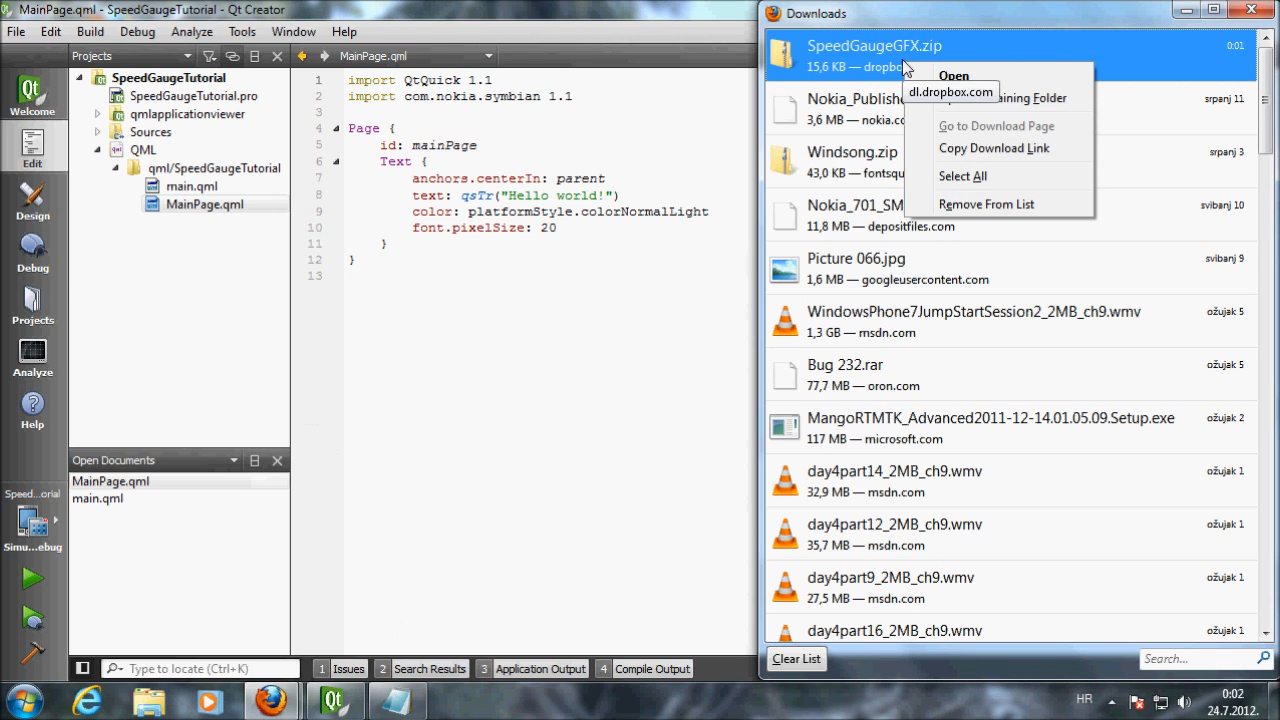 MainPage.qml - SpeedGaugeTutorial - Qt Creator
File Edit Build Debug Analyze Tools Window Help
Projects
MainPage.qml
Welcome
Edit
Design
Debug
Projects
Analyze
Help
Speed...orial
Simu...ebug
SpeedGaugeTutorial
SpeedGaugeTutorial.pro
qmlapplicationviewer
Sources
QML
qml/SpeedGaugeTutorial
main.qml
MainPage.qml
Open Documents
MainPage.qml
main.qml
1 import QtQuick 1.1
2 import com.nokia.symbian 1.1
3
4 Page {
5 id: mainPage
6 Text {
7 anchors.centerIn: parent
8 text: qsTr("Hello world!")
9 color: platformStyle.colorNormalLight
10 font.pixelSize: 20
11 }
12 }
13
Type to locate (Ctrl+K)
1 Issues 2 Search Results 3 Application Output 4 Compile Output
Downloads
SpeedGaugeGFX.zip 0:01
15,6 KB — dropbo
Nokia_Publishe srpanj 11
3,6 MB — nokia.co
Windsong.zip srpanj 3
43,0 KB — fontsqu
Nokia_701_SM svibanj 10
11,8 MB — depositfiles.com
Picture 066.jpg svibanj 9
1,6 MB — googleusercontent.com
WindowsPhone7JumpStartSession2_2MB_ch9.wmv ožujak 5
1,3 GB — msdn.com
Bug 232.rar ožujak 5
77,7 MB — oron.com
MangoRTMTK_Advanced2011-12-14.01.05.09.Setup.exe ožujak 2
117 MB — microsoft.com
day4part14_2MB_ch9.wmv ožujak 1
32,9 MB — msdn.com
day4part12_2MB_ch9.wmv ožujak 1
35,7 MB — msdn.com
day4part9_2MB_ch9.wmv ožujak 1
27,5 MB — msdn.com
day4part16_2MB_ch9.wmv ožujak 1
Open
dl.dropbox.com
aining Folder
Go to Download Page
Copy Download Link
Select All
Remove From List
Clear List
Search...
HR
0:02
24.7.2012.